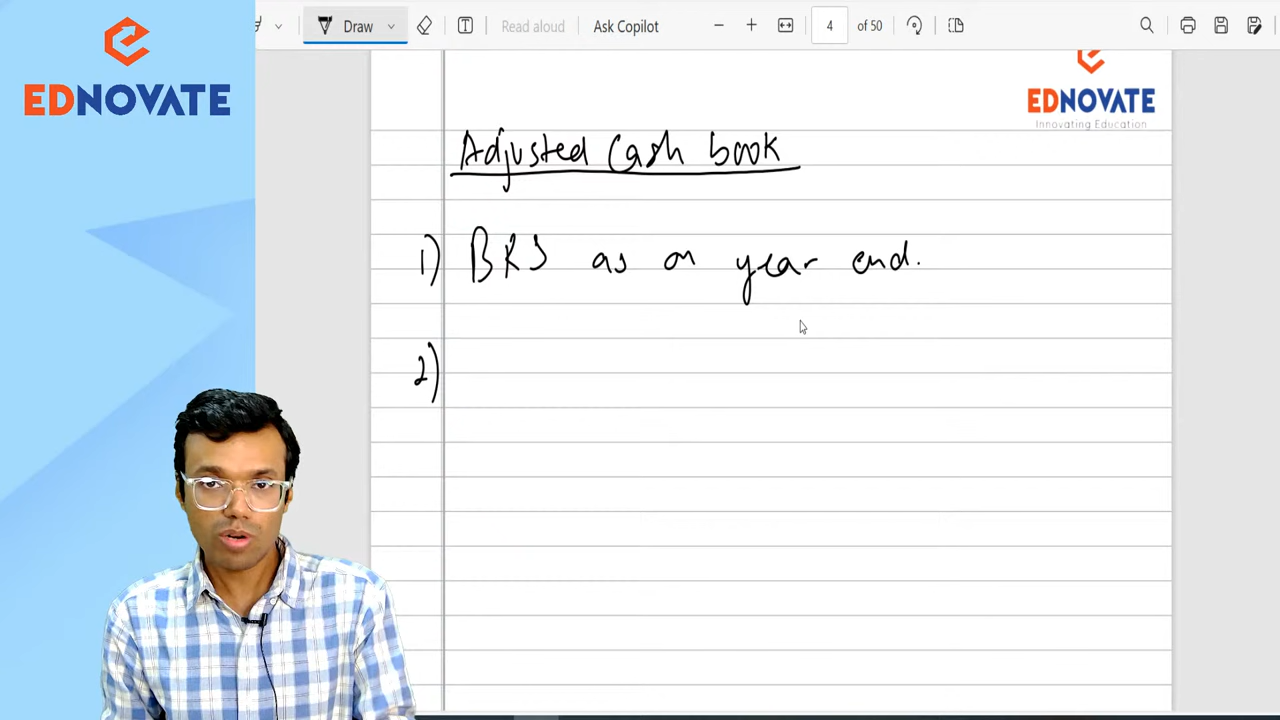 Draw
Read aloud
Ask Copilot
4
of 50
EDNOVATE
EDNOVATE
Innovating Education
Adjusted Cash book
1) BRS as on year end.
2)